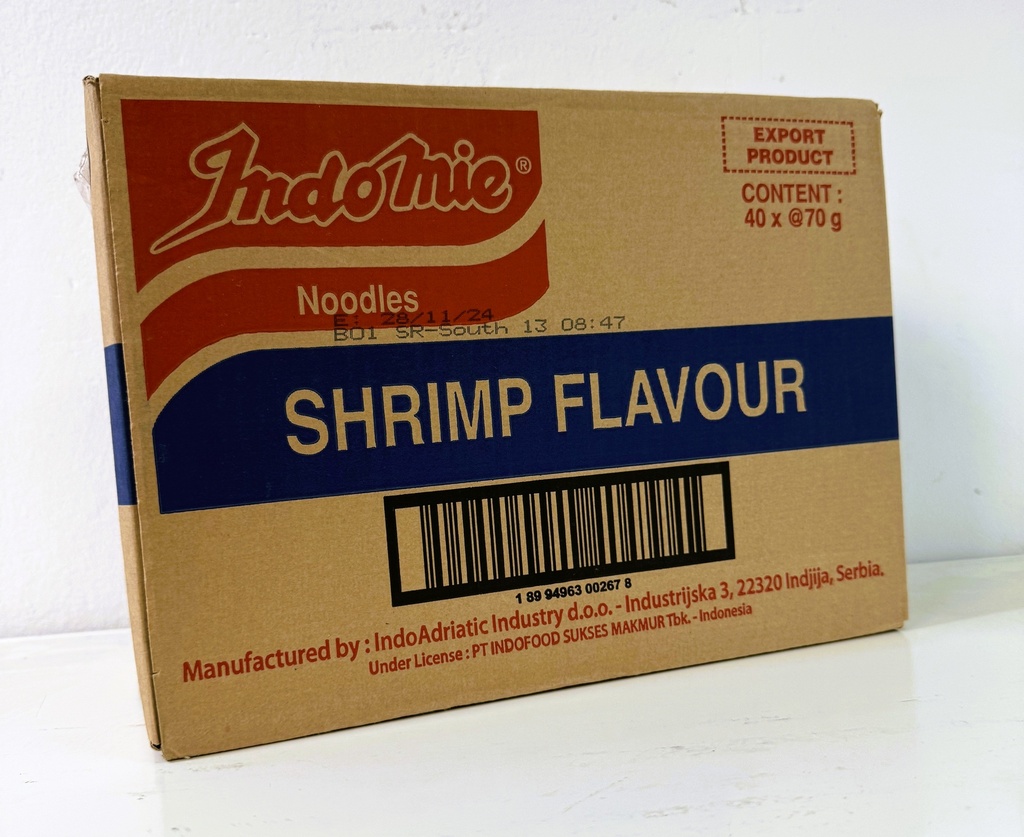 Indomie®
EXPORT
PRODUCT
CONTENT :
40 x @70 g
Noodles
E: 28/11/24
B01 SR-South 13 08:47
SHRIMP FLAVOUR
1 89 94963 00267 8
Manufactured by : IndoAdriatic Industry d.o.o. - Industrijska 3, 22320 Indjija, Serbia.
Under License : PT INDOFOOD SUKSES MAKMUR Tbk. - Indonesia